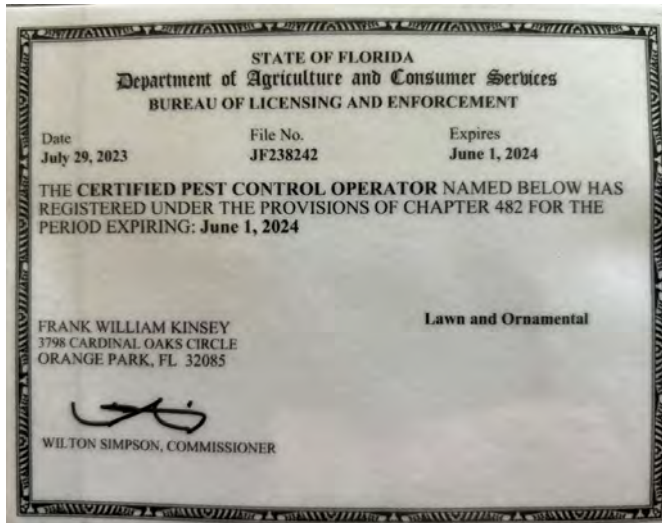 STATE OF FLORIDA
Department of Agriculture and Consumer Services
BUREAU OF LICENSING AND ENFORCEMENT
Date File No. Expires
July 29, 2023 JF238242 June 1, 2024
THE CERTIFIED PEST CONTROL OPERATOR NAMED BELOW HAS
REGISTERED UNDER THE PROVISIONS OF CHAPTER 482 FOR THE
PERIOD EXPIRING: June 1, 2024
Lawn and Ornamental
FRANK WILLIAM KINSEY
3798 CARDINAL OAKS CIRCLE
ORANGE PARK, FL 32085
WILTON SIMPSON, COMMISSIONER